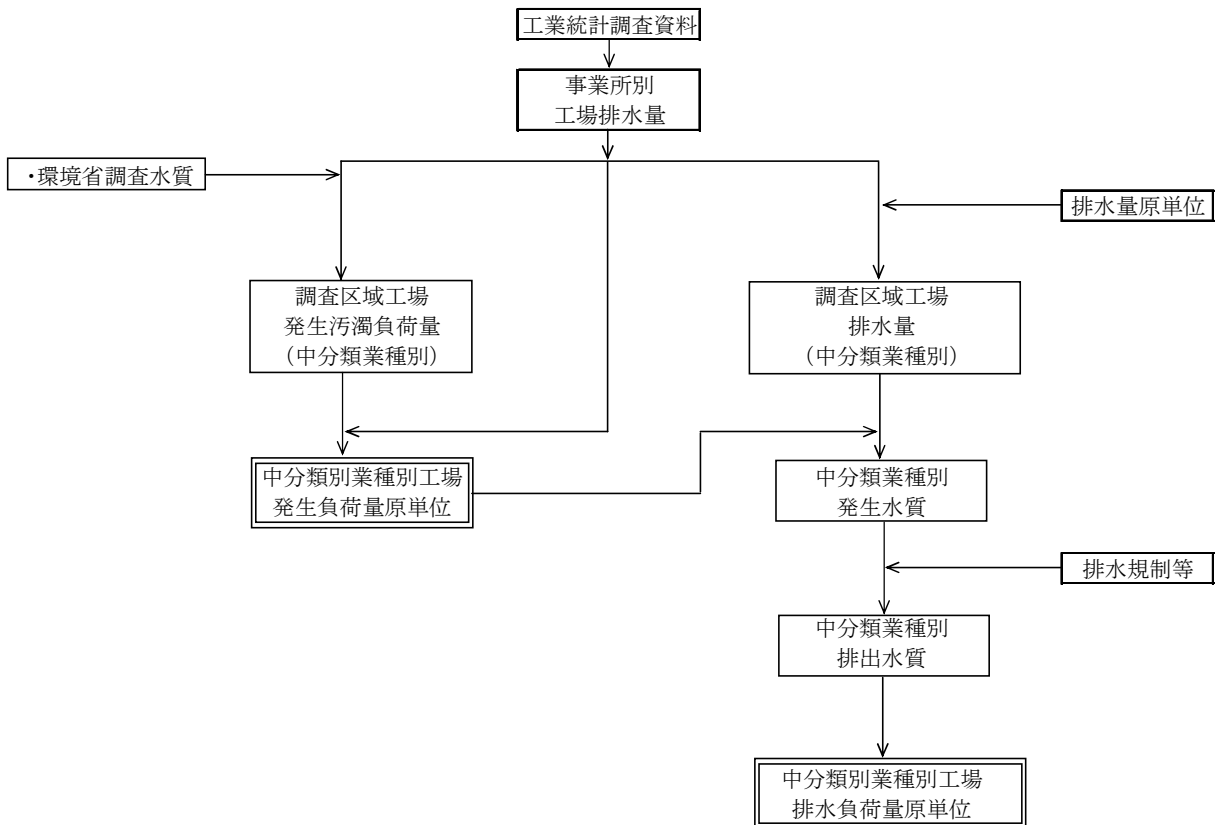 工業統計調査資料
事業所別
工場排水量
・環境省調査水質
排水量原単位
調査区域工場
発生汚濁負荷量
（中分類業種別）
調査区域工場
排水量
（中分類業種別）
中分類別業種別工場
発生負荷量原単位
中分類業種別
発生水質
排水規制等
中分類業種別
排出水質
中分類別業種別工場
排水負荷量原単位